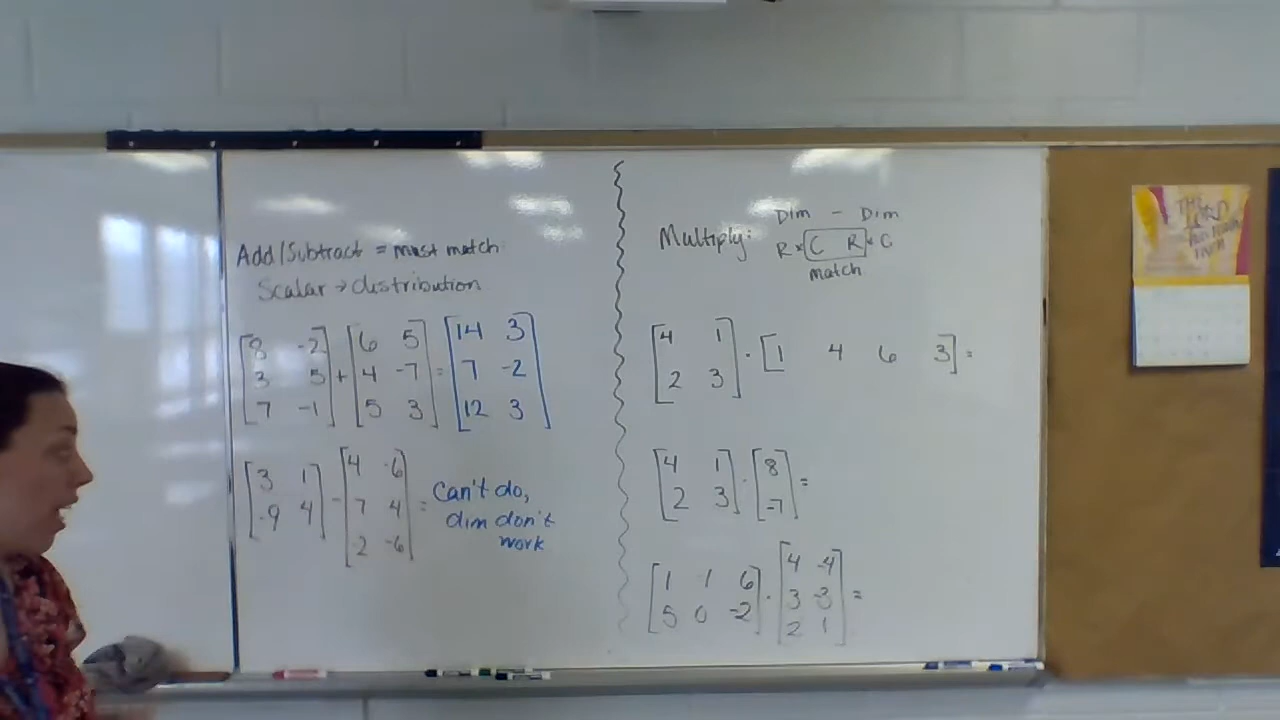 Add/Subtract = must match
Scalar → distribution
[8 -2; 3 5; 7 -1] + [6 5; 4 -7; 5 3] = [14 3; 7 -2; 12 3]
[3 1; -9 4] - [4 -6; 7 4; -2 -6] = Can't do,
dim don't
work
Dim - Dim
Multiply: R×C R×C
match
[4 1; 2 3] · [1 4 6 3] =
[4 1; 2 3] · [8; -7] =
[1 1 6; 5 0 -2] · [4 -4; 3 -3; 2 1] =
THE
LORD